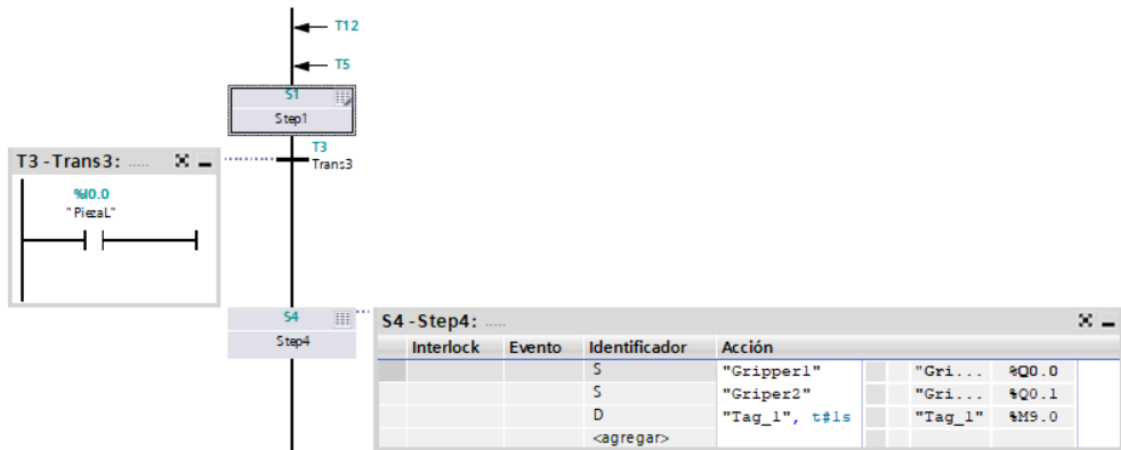 T12
T5
S1
Step1
T3
Trans3
T3 - Trans3: .....
%I0.0
"PiezaL"
S4
Step4
S4 - Step4: .....
Interlock Evento Identificador Acción
S "Gripper1" "Gri... %Q0.0
S "Griper2" "Gri... %Q0.1
D "Tag_1", t#1s "Tag_1" %M9.0
<agregar>